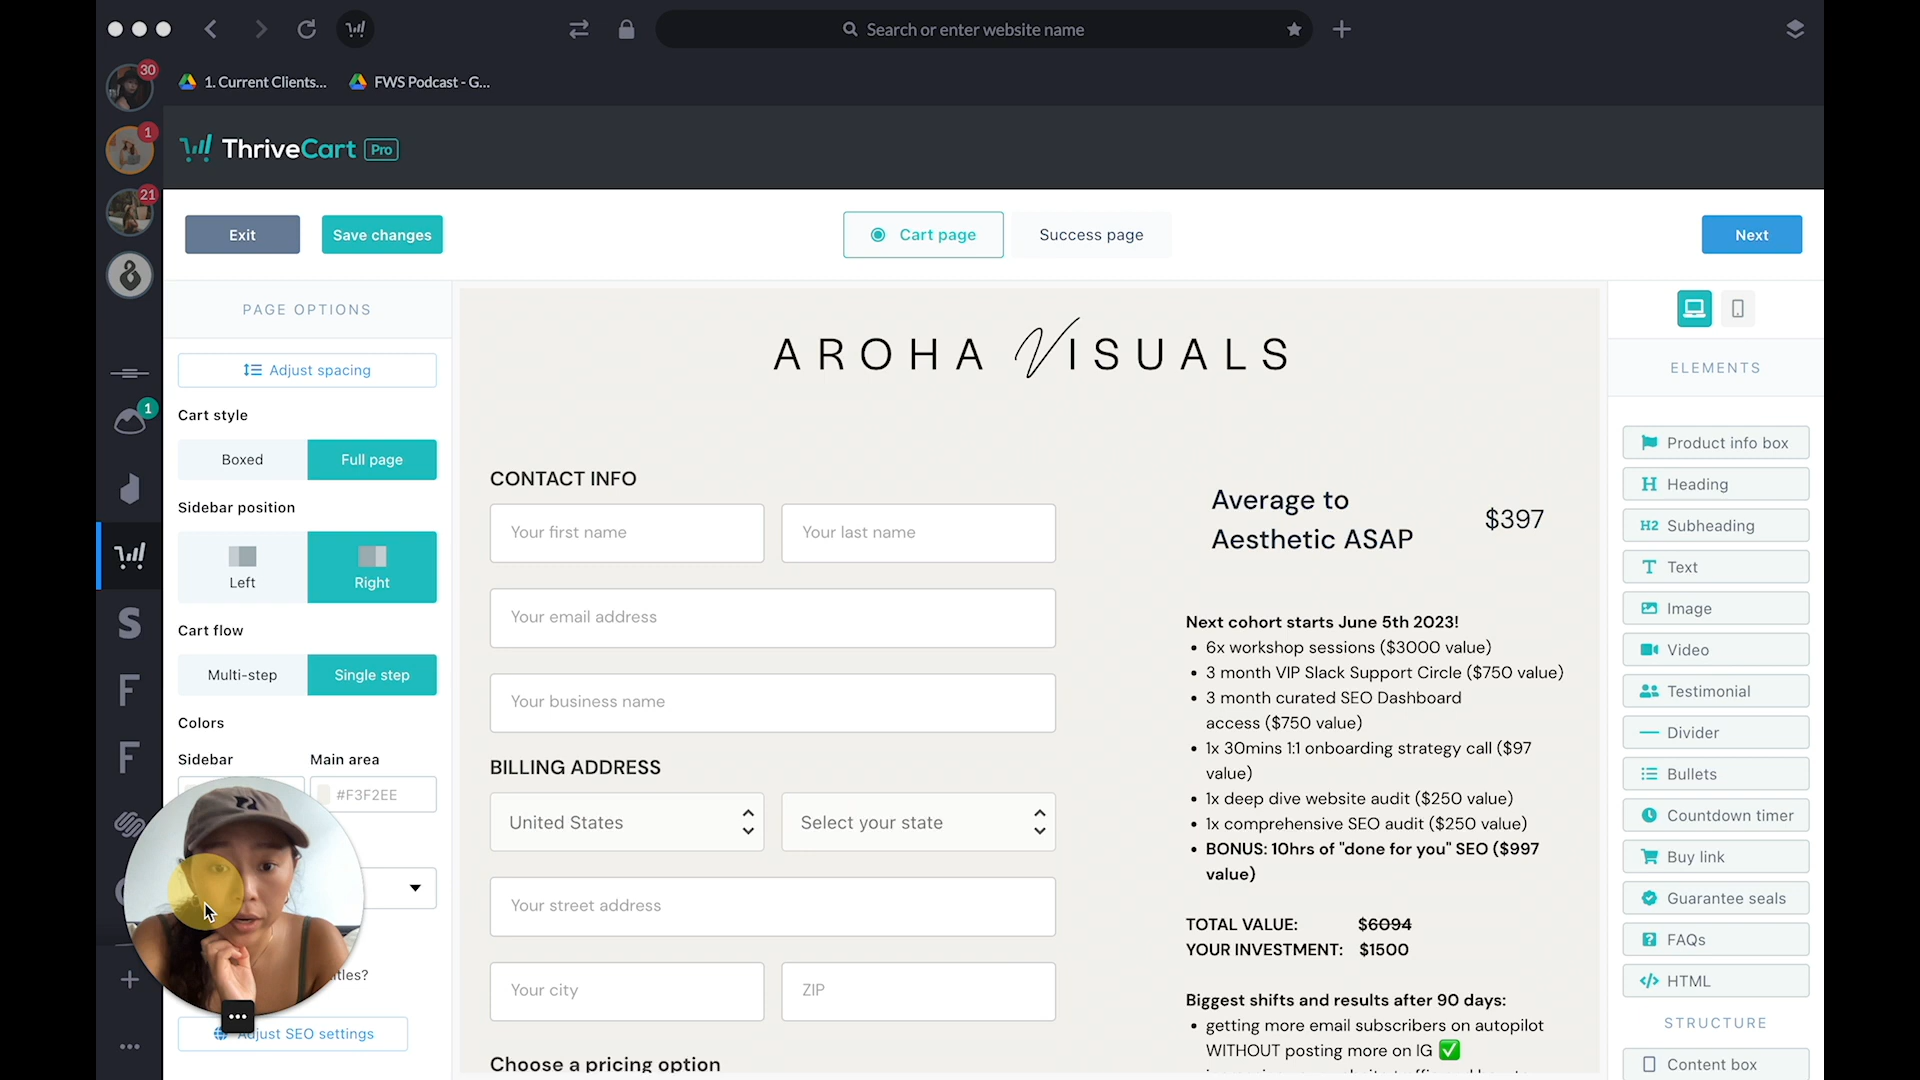 Search or enter website name
30
1. Current Clients...
FWS Podcast - G...
1
ThriveCart Pro
21
Exit
Save changes
Cart page
Success page
Next
PAGE OPTIONS
AROHA VISUALS
Adjust spacing
ELEMENTS
Cart style
1
Boxed
Full page
Product info box
CONTACT INFO
Heading
Average to
Aesthetic ASAP
$397
Sidebar position
Subheading
Your first name
Your last name
Text
Left
Right
Image
Your email address
Next cohort starts June 5th 2023!
Cart flow
6x workshop sessions ($3000 value)
Video
Multi-step
Single step
3 month VIP Slack Support Circle ($750 value)
Testimonial
Your business name
3 month curated SEO Dashboard
access ($750 value)
Colors
Divider
Sidebar
Main area
BILLING ADDRESS
1x 30mins 1:1 onboarding strategy call ($97
value)
Bullets
#F3F2EE
1x deep dive website audit ($250 value)
United States
Select your state
1x comprehensive SEO audit ($250 value)
Countdown timer
BONUS: 10hrs of "done for you" SEO ($997
value)
Buy link
Your street address
Guarantee seals
TOTAL VALUE: $6094
YOUR INVESTMENT: $1500
FAQs
itles?
Your city
ZIP
HTML
Biggest shifts and results after 90 days:
Adjust SEO settings
getting more email subscribers on autopilot
WITHOUT posting more on IG ✅
STRUCTURE
Choose a pricing option
Content box